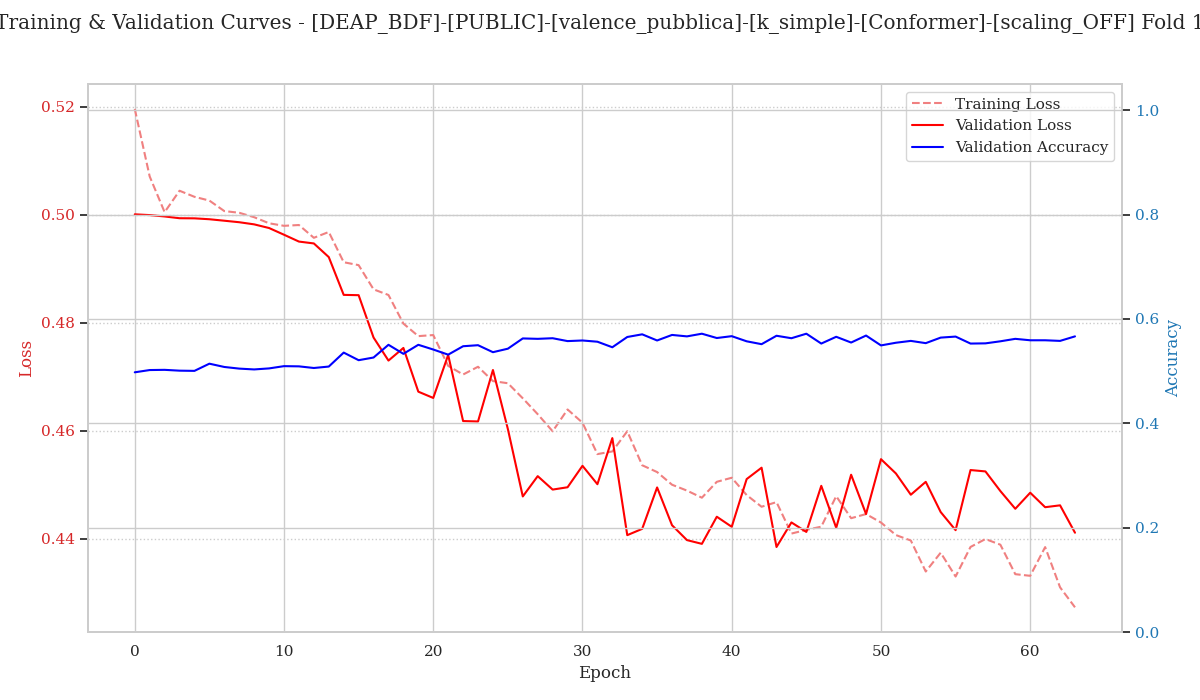 Training & Validation Curves - [DEAP_BDF]-[PUBLIC]-[valence_pubblica]-[k_simple]-[Conformer]-[scaling_OFF] Fold 1
Training Loss
Validation Loss
Validation Accuracy
0.52
0.50
0.48
0.46
0.44
Loss
1.0
0.8
0.6
0.4
0.2
0.0
Accuracy
0 10 20 30 40 50 60
Epoch